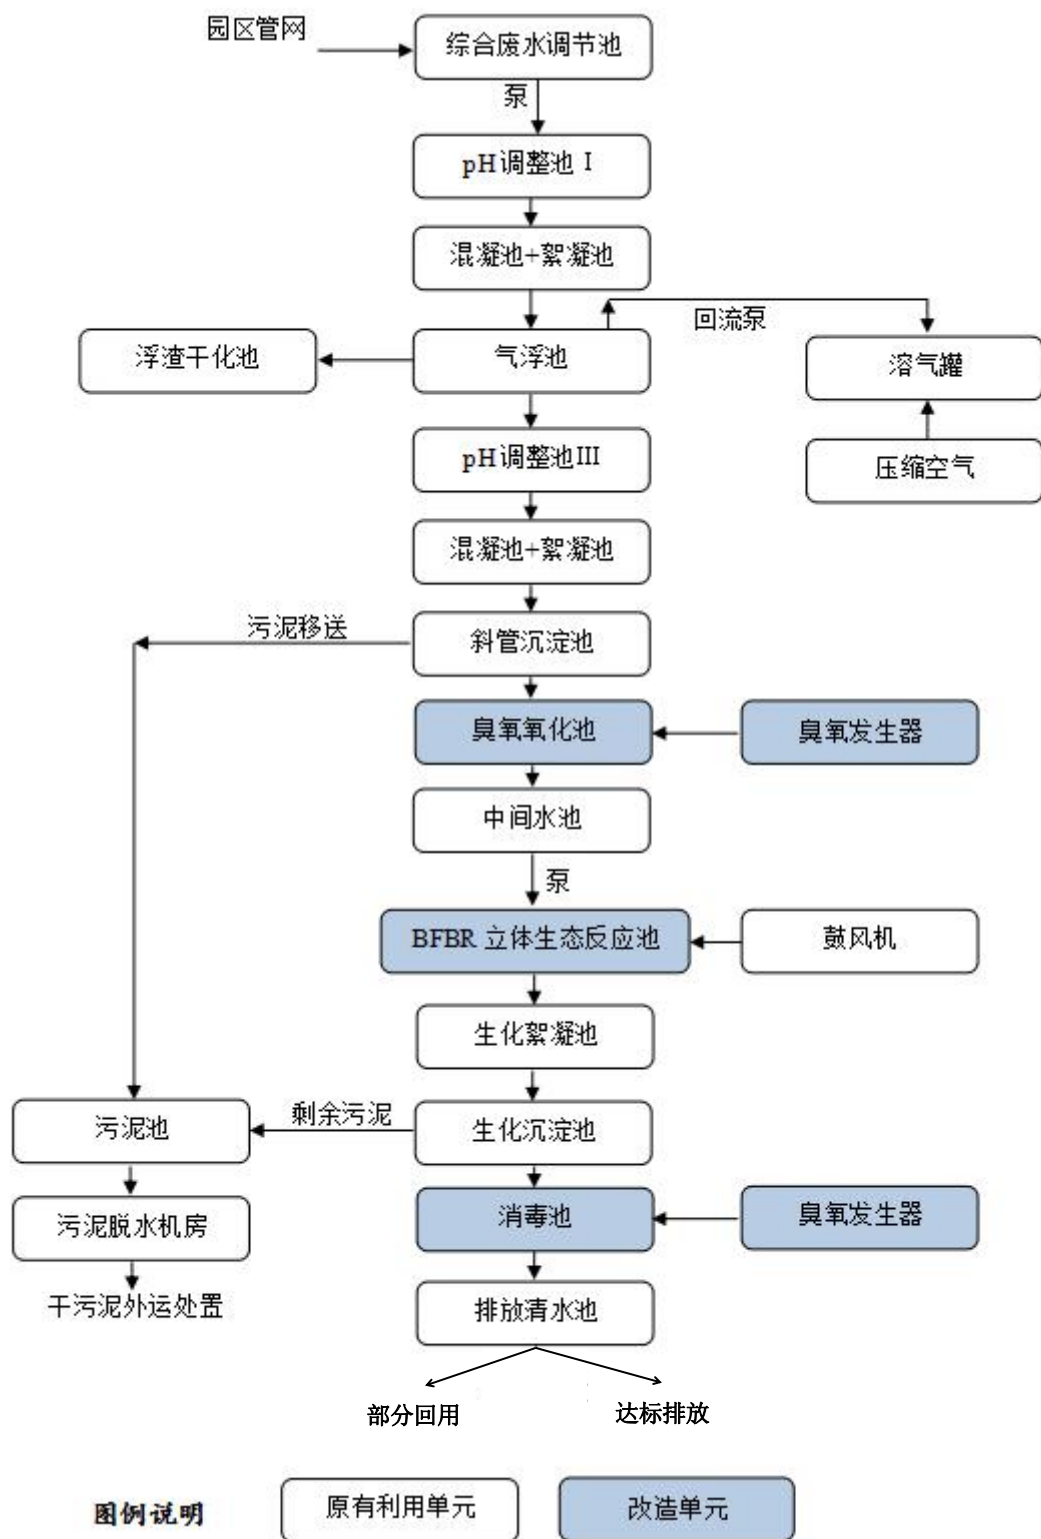 园区管网
综合废水调节池
泵
pH调整池 I
混凝池+絮凝池
回流泵
浮渣干化池
气浮池
溶气罐
pH调整池III
压缩空气
混凝池+絮凝池
污泥移送
斜管沉淀池
臭氧氧化池
臭氧发生器
中间水池
泵
BFBR 立体生态反应池
鼓风机
生化絮凝池
污泥池
剩余污泥
生化沉淀池
污泥脱水机房
消毒池
臭氧发生器
干污泥外运处置
排放清水池
部分回用
达标排放
图例说明
原有利用单元
改造单元